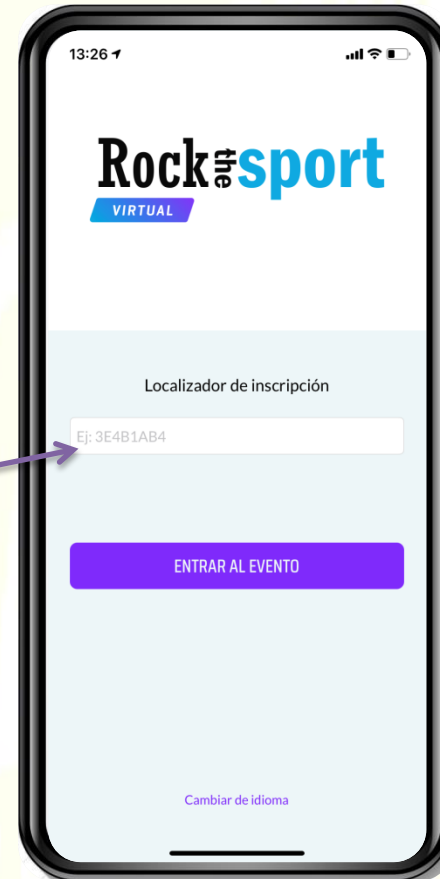 13:26
Rock the sport
VIRTUAL
Localizador de inscripción
Ej: 3E4B1AB4
ENTRAR AL EVENTO
Cambiar de idioma